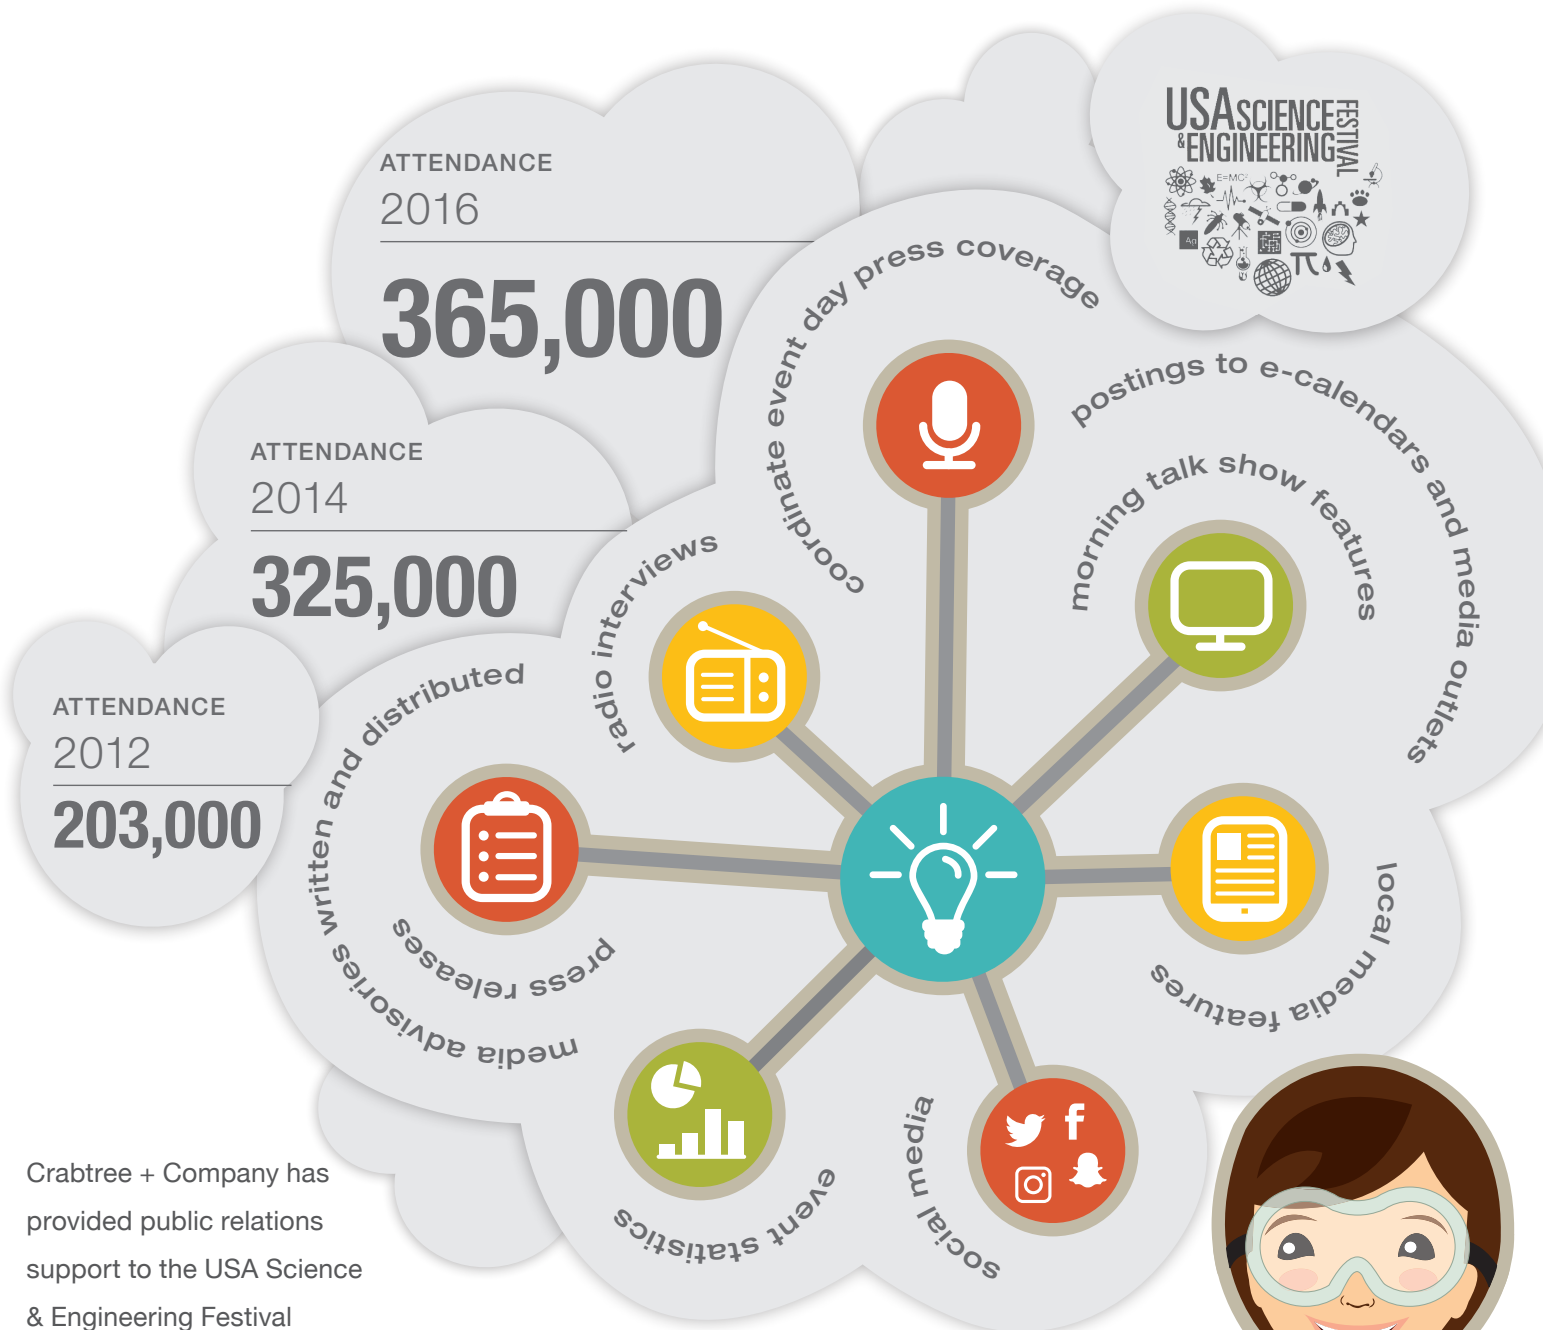 USA SCIENCE
& ENGINEERING
FESTIVAL
E=MC²
Ap
ATTENDANCE
2016
365,000
ATTENDANCE
2014
325,000
ATTENDANCE
2012
203,000
coordinate event day press coverage
postings to e-calendars and media outlets
morning talk show features
radio interviews
media advisories written and distributed
press releases
local media features
social media
event statistics
Crabtree + Company has
provided public relations
support to the USA Science
& Engineering Festival